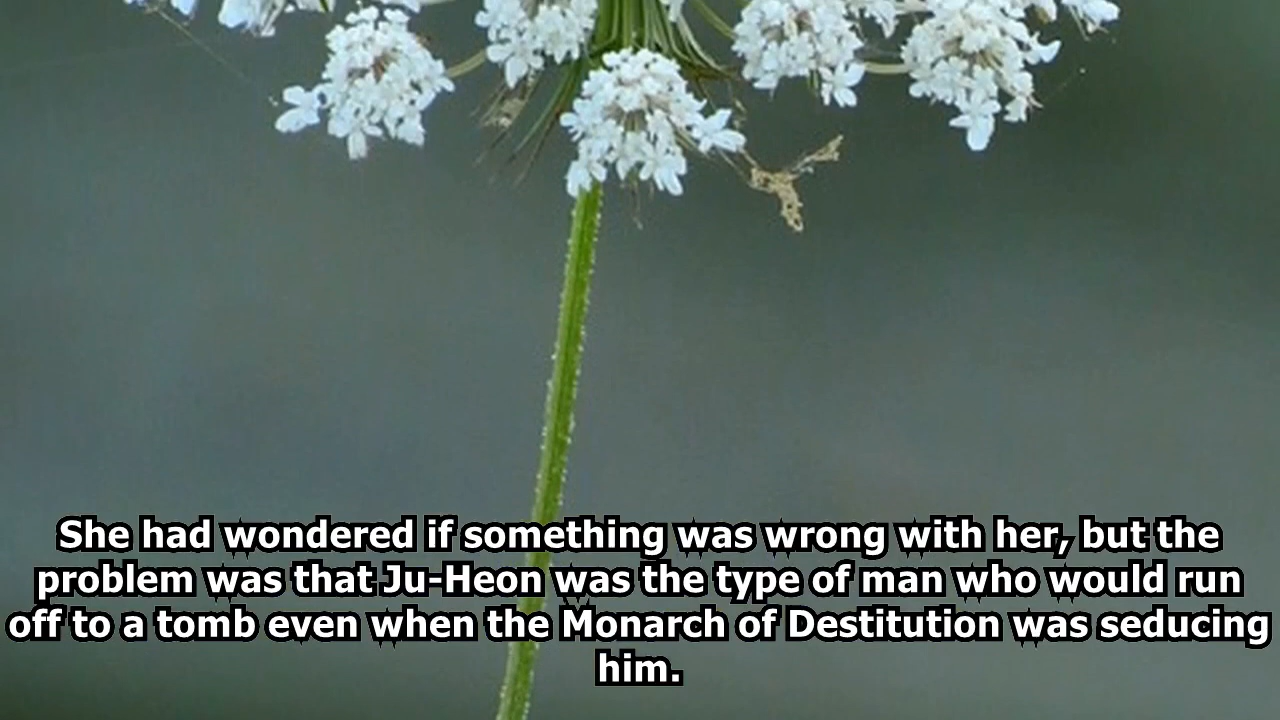 She had wondered if something was wrong with her, but the
problem was that Ju-Heon was the type of man who would run
off to a tomb even when the Monarch of Destitution was seducing
him.